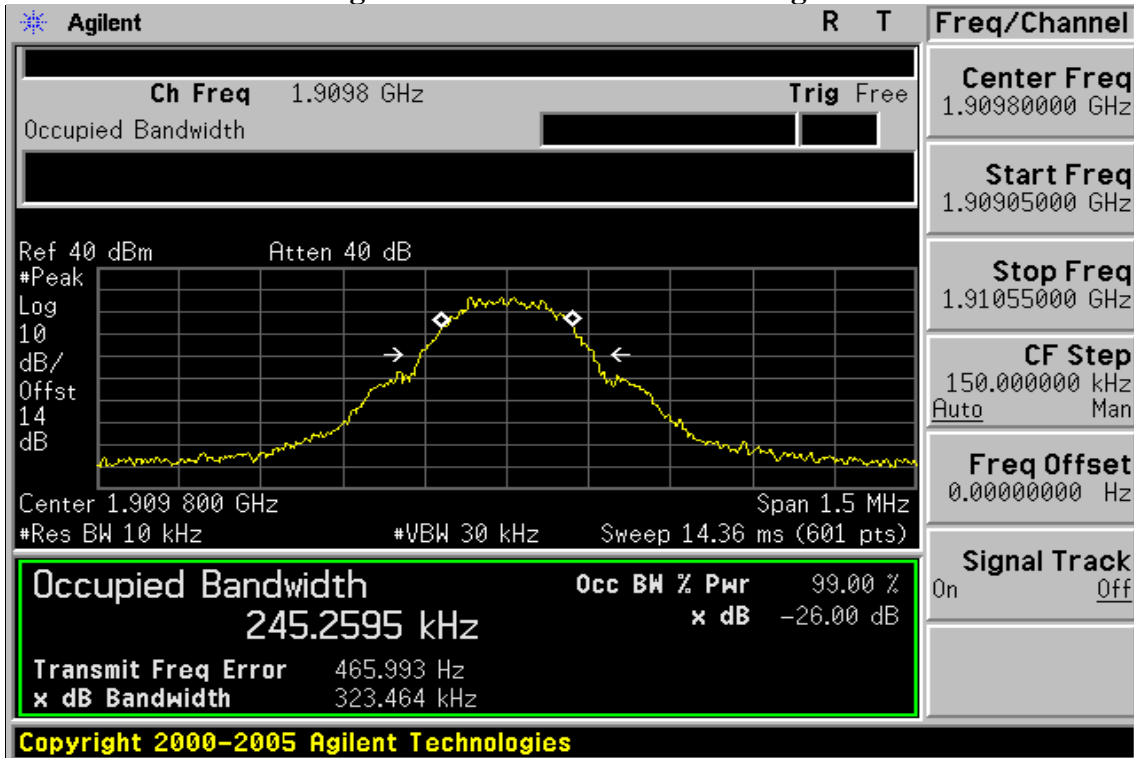 Agilent R T Freq/Channel
Ch Freq 1.9098 GHz Trig Free
Occupied Bandwidth
Center Freq
1.90980000 GHz
Start Freq
1.90905000 GHz
Stop Freq
1.91055000 GHz
CF Step
150.000000 kHz
Auto Man
Freq Offset
0.00000000 Hz
Signal Track
On Off
Ref 40 dBm Atten 40 dB
#Peak
Log
10
dB/
Offst
14
dB
Center 1.909 800 GHz Span 1.5 MHz
#Res BW 10 kHz #VBW 30 kHz Sweep 14.36 ms (601 pts)
Occupied Bandwidth Occ BW % Pwr 99.00 %
245.2595 kHz x dB -26.00 dB
Transmit Freq Error 465.993 Hz
x dB Bandwidth 323.464 kHz
Copyright 2000-2005 Agilent Technologies